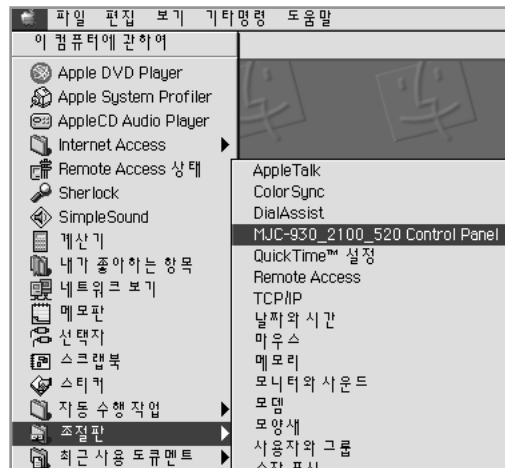 파일 편집 보기 기타명령 도움말
이 컴퓨터에 관하여
Apple DVD Player
Apple System Profiler
AppleCD Audio Player
Internet Access
Remote Access 상태
Sherlock
SimpleSound
계산기
내가 좋아하는 항목
네트워크 보기
메모판
선택자
스크랩북
스티커
자동 수행 작업
조절판
최근 사용 도큐멘트
AppleTalk
ColorSync
DialAssist
MJC-930_2100_520 Control Panel
QuickTime™ 설정
Remote Access
TCP/IP
날짜와 시간
마우스
메모리
모니터와 사운드
모뎀
모양새
사용자와 그룹